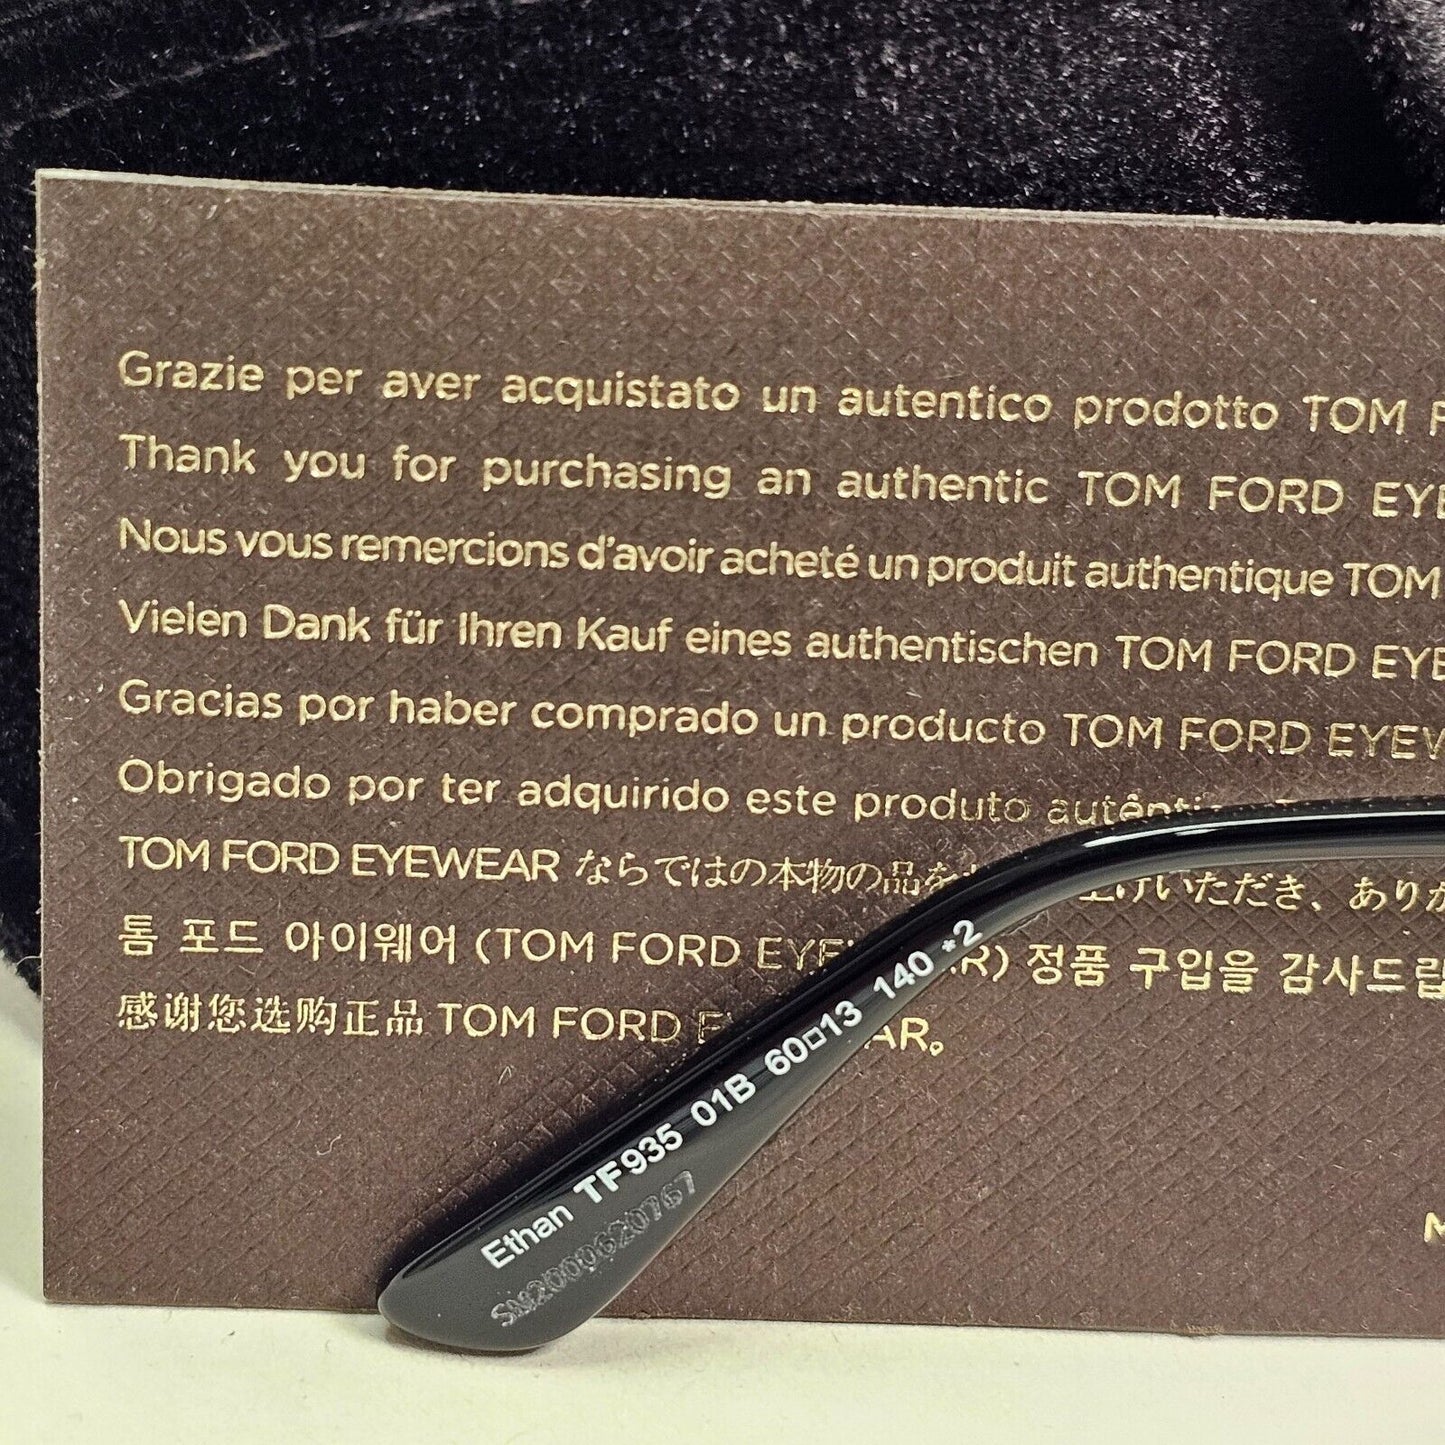 Grazie per aver acquistato un autentico prodotto TOM
Thank you for purchasing an authentic TOM FORD EYE
Nous vous remercions d'avoir acheté un produit authentique TOM
Vielen Dank für Ihren Kauf eines authentischen TOM FORD EYE
Gracias por haber comprado un producto TOM FORD EYEW
Obrigado por ter adquirido este produto
TOM FORD EYEWEAR ならではの本物の品を 上げいただき、ありが
톰 포드 아이웨어 (TOM FORD EYEWEAR) 정품 구입을 감사드립
感谢您选购正品 TOM FORD EYEWEAR。
Ethan TF935 01B 60□13 140 *2
SM2000620767